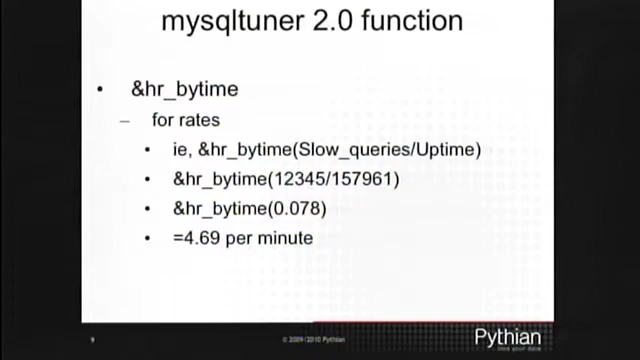 mysqltuner 2.0 function
• &hr_bytime
– for rates
• ie, &hr_bytime(Slow_queries/Uptime)
• &hr_bytime(12345/157961)
• &hr_bytime(0.078)
• =4.69 per minute
9
© 2009/2010 Pythian
Pythian
love your data